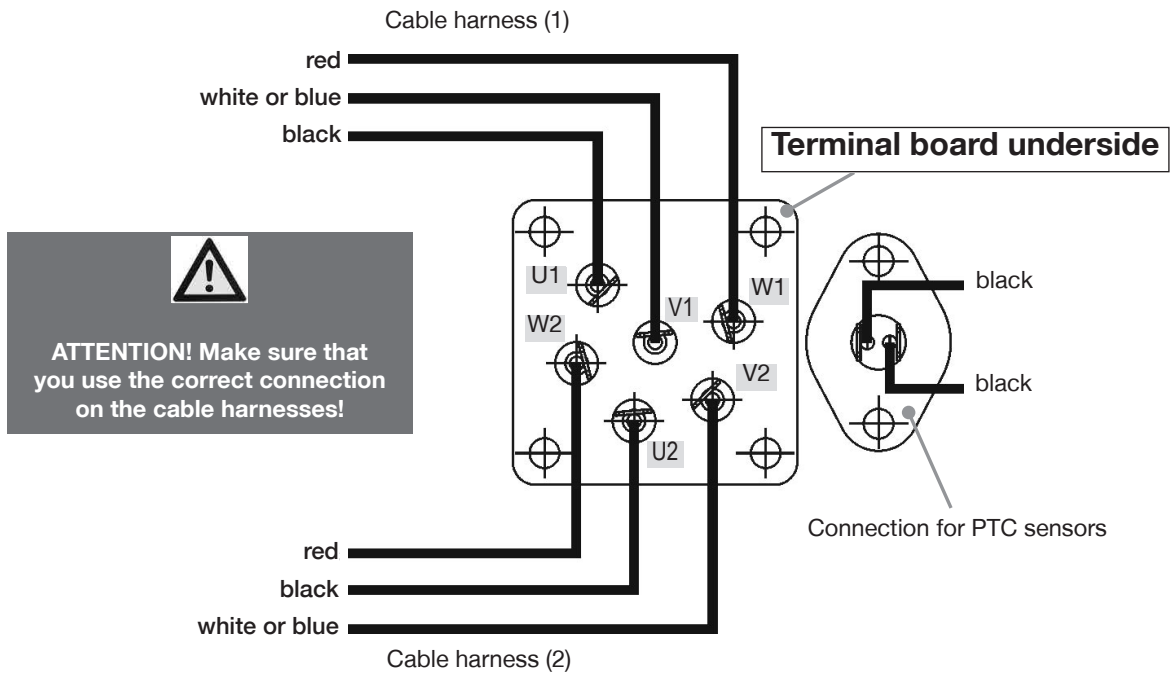 Cable harness (1)
red
white or blue
black
Terminal board underside
ATTENTION! Make sure that
you use the correct connection
on the cable harnesses!
U1
V1
W1
W2
V2
U2
black
black
Connection for PTC sensors
red
black
white or blue
Cable harness (2)